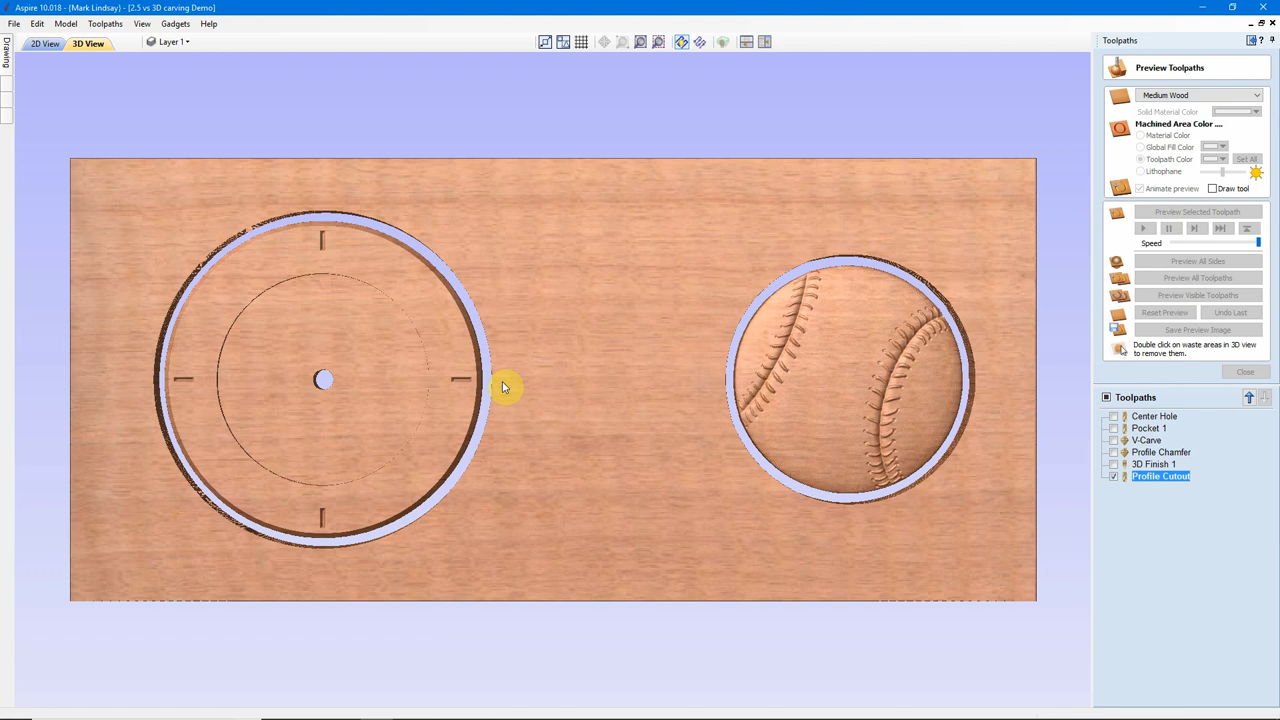 Aspire 10.018 - {Mark Lindsay} - [2.5 vs 3D carving Demo]
File Edit Model Toolpaths View Gadgets Help
2D View 3D View Layer 1
Drawing
Toolpaths
Preview Toolpaths
Medium Wood
Solid Material Color
Machined Area Color ....
Material Color
Global Fill Color
Toolpath Color Set All
Lithophane
Animate preview Draw tool
Preview Selected Toolpath
Speed
Preview All Sides
Preview All Toolpaths
Preview Visible Toolpaths
Reset Preview Undo Last
Save Preview Image
Double click on waste areas in 3D view
to remove them.
Close
Toolpaths
Center Hole
Pocket 1
V-Carve
Profile Chamfer
3D Finish 1
Profile Cutout